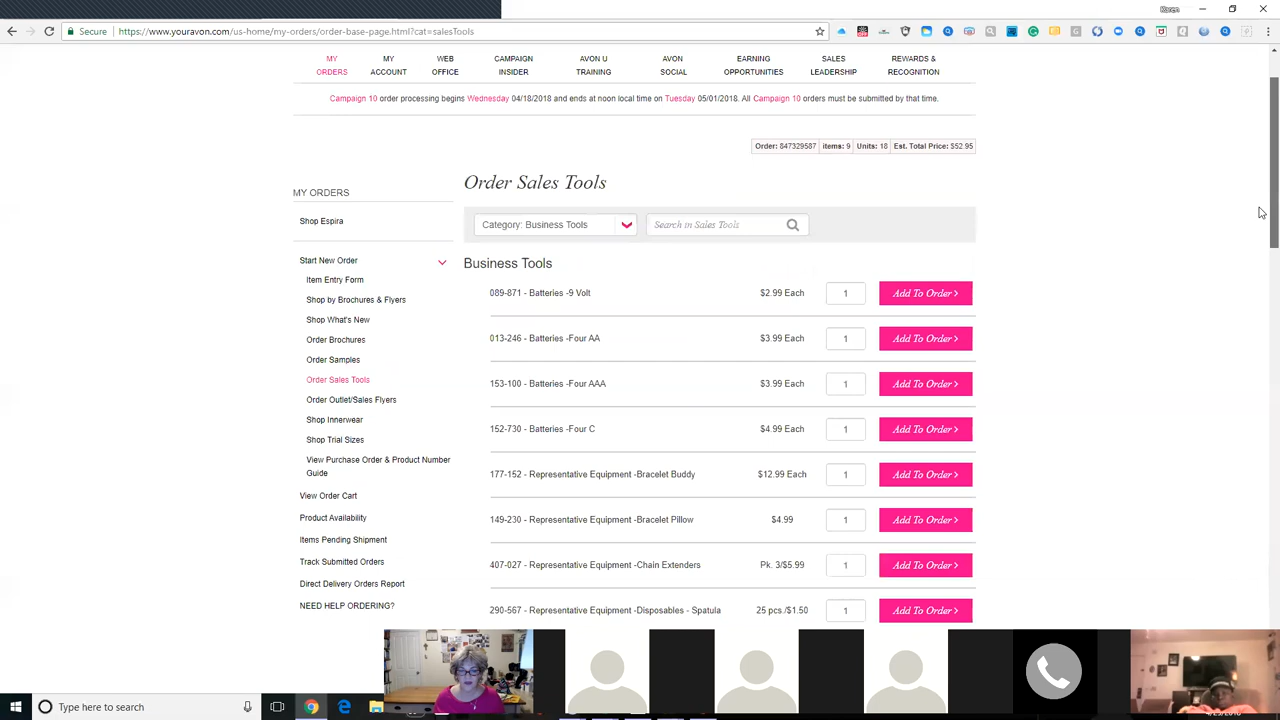 Secure https://www.youravon.com/us-home/my-orders/order-base-page.html?cat=salesTools
MY ORDERS
MY ACCOUNT
WEB OFFICE
CAMPAIGN INSIDER
AVON U TRAINING
AVON SOCIAL
EARNING OPPORTUNITIES
SALES LEADERSHIP
REWARDS & RECOGNITION
Campaign 10 order processing begins Wednesday 04/18/2018 and ends at noon local time on Tuesday 05/01/2018. All Campaign 10 orders must be submitted by that time.
Order: 847329587 items: 9 Units: 18 Est. Total Price: $52.95
MY ORDERS
Shop Espira
Start New Order
Item Entry Form
Shop by Brochures & Flyers
Shop What's New
Order Brochures
Order Samples
Order Sales Tools
Order Outlet/Sales Flyers
Shop Innerwear
Shop Trial Sizes
View Purchase Order & Product Number
Guide
View Order Cart
Product Availability
Items Pending Shipment
Track Submitted Orders
Direct Delivery Orders Report
NEED HELP ORDERING?
Order Sales Tools
Category: Business Tools
Search in Sales Tools
Business Tools
089-871 - Batteries -9 Volt $2.99 Each 1 Add To Order >
013-246 - Batteries -Four AA $3.99 Each 1 Add To Order >
153-100 - Batteries -Four AAA $3.99 Each 1 Add To Order >
152-730 - Batteries -Four C $4.99 Each 1 Add To Order >
177-152 - Representative Equipment -Bracelet Buddy $12.99 Each 1 Add To Order >
149-230 - Representative Equipment -Bracelet Pillow $4.99 1 Add To Order >
407-027 - Representative Equipment -Chain Extenders Pk. 3/$5.99 1 Add To Order >
290-567 - Representative Equipment -Disposables - Spatula 25 pcs./$1.50 1 Add To Order >
Type here to search